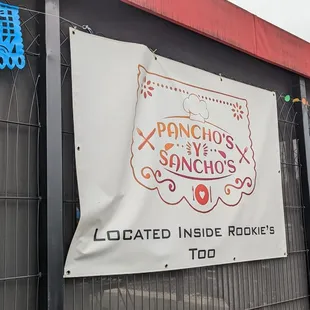 PANCHO'S
Y
SANCHO'S
LOCATED INSIDE ROOKIE'S
TOO